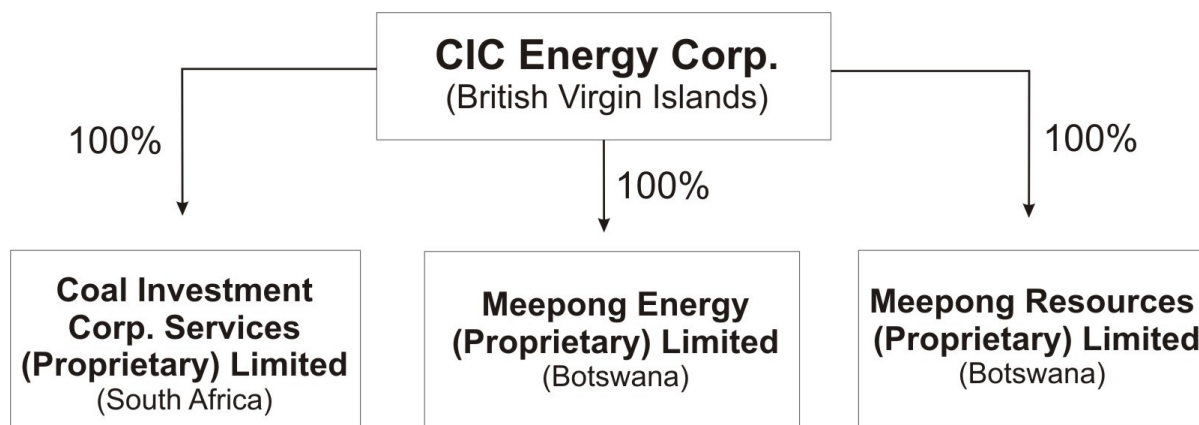 CIC Energy Corp.
(British Virgin Islands)
100%
100%
100%
Coal Investment
Corp. Services
(Proprietary) Limited
(South Africa)
Meepong Energy
(Proprietary) Limited
(Botswana)
Meepong Resources
(Proprietary) Limited
(Botswana)